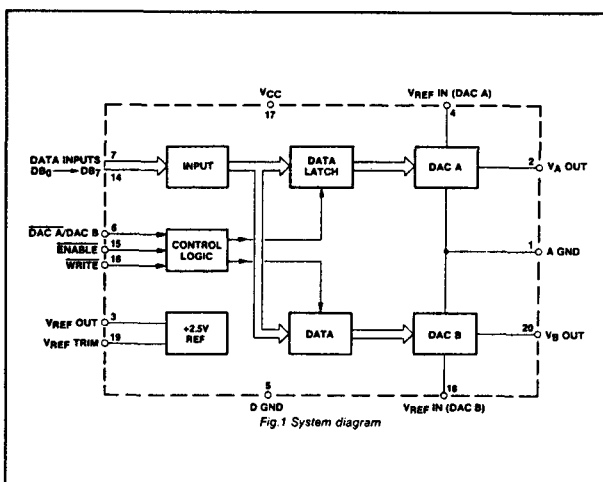 VCC
17
VREF IN (DAC A)
4
DATA INPUTS
DB0 → DB7
7
14
INPUT
DATA
LATCH
DAC A
2
VA OUT
DAC A/DAC B
6
ENABLE
15
WRITE
16
CONTROL
LOGIC
1
A GND
VREF OUT
3
VREF TRIM
19
+2.5V
REF
DATA
DAC B
20
VB OUT
5
D GND
18
VREF IN (DAC B)
Fig.1 System diagram